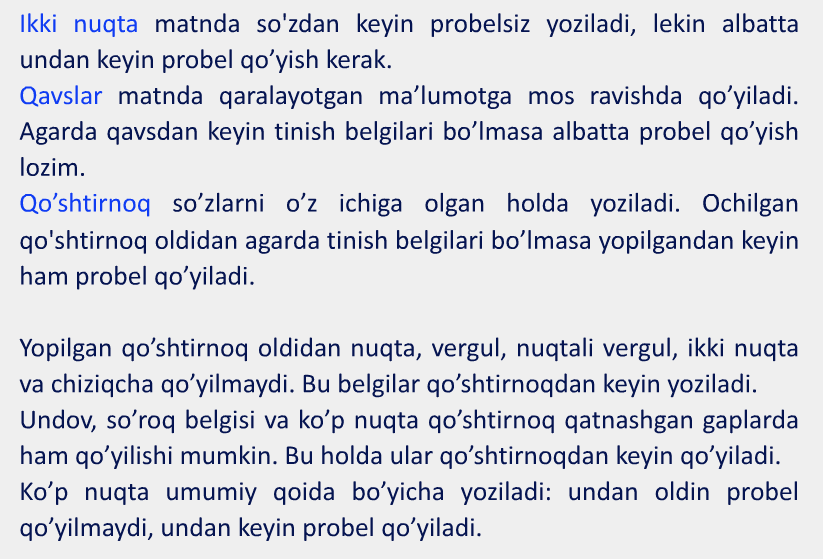 Ikki nuqta matnda so'zdan keyin probelsiz yoziladi, lekin albatta
undan keyin probel qo’yish kerak.
Qavslar matnda qaralayotgan ma’lumotga mos ravishda qo’yiladi.
Agarda qavsdan keyin tinish belgilari bo’lmasa albatta probel qo’yish
lozim.
Qo’shtirnoq so’zlarni o’z ichiga olgan holda yoziladi. Ochilgan
qo'shtirnoq oldidan agarda tinish belgilari bo’lmasa yopilgandan keyin
ham probel qo’yiladi.
Yopilgan qo’shtirnoq oldidan nuqta, vergul, nuqtali vergul, ikki nuqta
va chiziqcha qo’yilmaydi. Bu belgilar qo’shtirnoqdan keyin yoziladi.
Undov, so’roq belgisi va ko’p nuqta qo’shtirnoq qatnashgan gaplarda
ham qo’yilishi mumkin. Bu holda ular qo’shtirnoqdan keyin qo’yiladi.
Ko’p nuqta umumiy qoida bo’yicha yoziladi: undan oldin probel
qo’yilmaydi, undan keyin probel qo’yiladi.